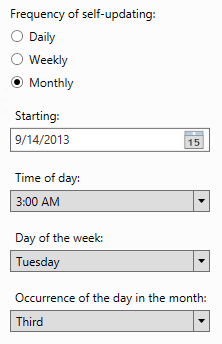 Frequency of self-updating:
Daily
Weekly
Monthly
Starting:
9/14/2013 15
Time of day:
3:00 AM
Day of the week:
Tuesday
Occurrence of the day in the month:
Third